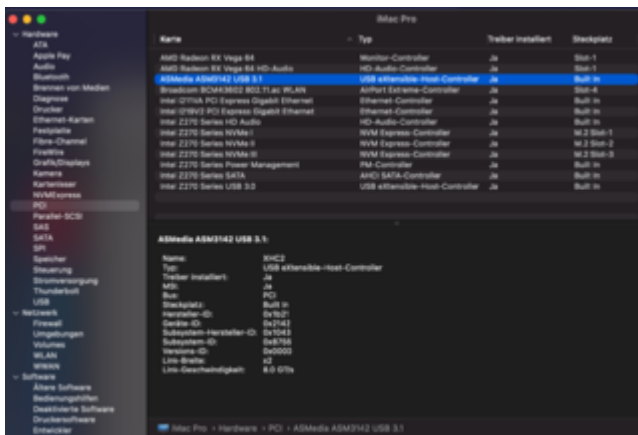 iMac Pro
Hardware
ATA
Apple Pay
Audio
Bluetooth
Brennen von Medien
Diagnose
Drucker
Ethernet-Karten
Festplatte
Fibre-Channel
FireWire
Grafik/Displays
Kamera
Kartenleser
NVMExpress
PCI
Parallel-SCSI
SAS
SATA
SPI
Speicher
Steuerung
Stromversorgung
Thunderbolt
USB
Netzwerk
Firewall
Umgebungen
Volumes
WLAN
WWAN
Software
Ältere Software
Bedienungshilfen
Deaktivierte Software
Druckersoftware
Entwickler
Karte Typ Treiber installiert Steckplatz
AMD Radeon RX Vega 64 Monitor-Controller Ja Slot-1
AMD Radeon RX Vega 64 HD-Audio HD-Audio-Controller Ja Slot-1
ASMedia ASM3142 USB 3.1 USB eXtensible-Host-Controller Ja Built In
Broadcom BCM43602 802.11 ac WLAN AirPort Extreme-Controller Ja Slot-4
Intel I211VA PCI Express Gigabit Ethernet Ethernet-Controller Ja Built In
Intel I219V2 PCI Express Gigabit Ethernet Ethernet-Controller Ja Built In
Intel Z270 Series HD Audio HD-Audio-Controller Ja Built In
Intel Z270 Series NVMe I NVM Express-Controller Ja M.2 Slot-1
Intel Z270 Series NVMe II NVM Express-Controller Ja M.2 Slot-2
Intel Z270 Series NVMe III NVM Express-Controller Ja M.2 Slot-3
Intel Z270 Series Power Management PM-Controller Ja Built In
Intel Z270 Series SATA AHCI SATA-Controller Ja Built In
Intel Z270 Series USB 3.0 USB eXtensible-Host-Controller Ja Built In
ASMedia ASM3142 USB 3.1:
Name: XHC2
Typ: USB eXtensible-Host-Controller
Treiber installiert: Ja
MSI: Ja
Bus: PCI
Steckplatz: Built In
Hersteller-ID: 0x1b21
Geräte-ID: 0x2142
Subsystem-Hersteller-ID: 0x1043
Subsystem-ID: 0x8756
Versions-ID: 0x0000
Link-Breite: x2
Link-Geschwindigkeit: 8.0 GT/s
iMac Pro › Hardware › PCI › ASMedia ASM3142 USB 3.1